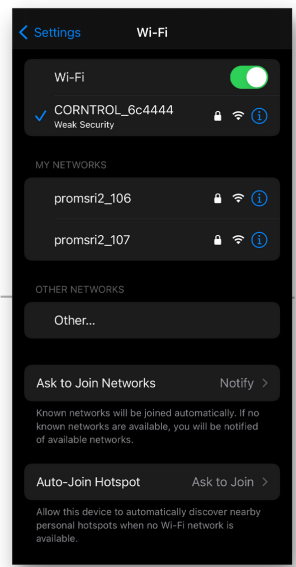 Settings
Wi-Fi
Wi-Fi
CORNTROL_6c4444
Weak Security
MY NETWORKS
promsri2_106
promsri2_107
OTHER NETWORKS
Other...
Ask to Join Networks Notify
Known networks will be joined automatically. If no
known networks are available, you will be notified
of available networks.
Auto-Join Hotspot Ask to Join
Allow this device to automatically discover nearby
personal hotspots when no Wi-Fi network is
available.